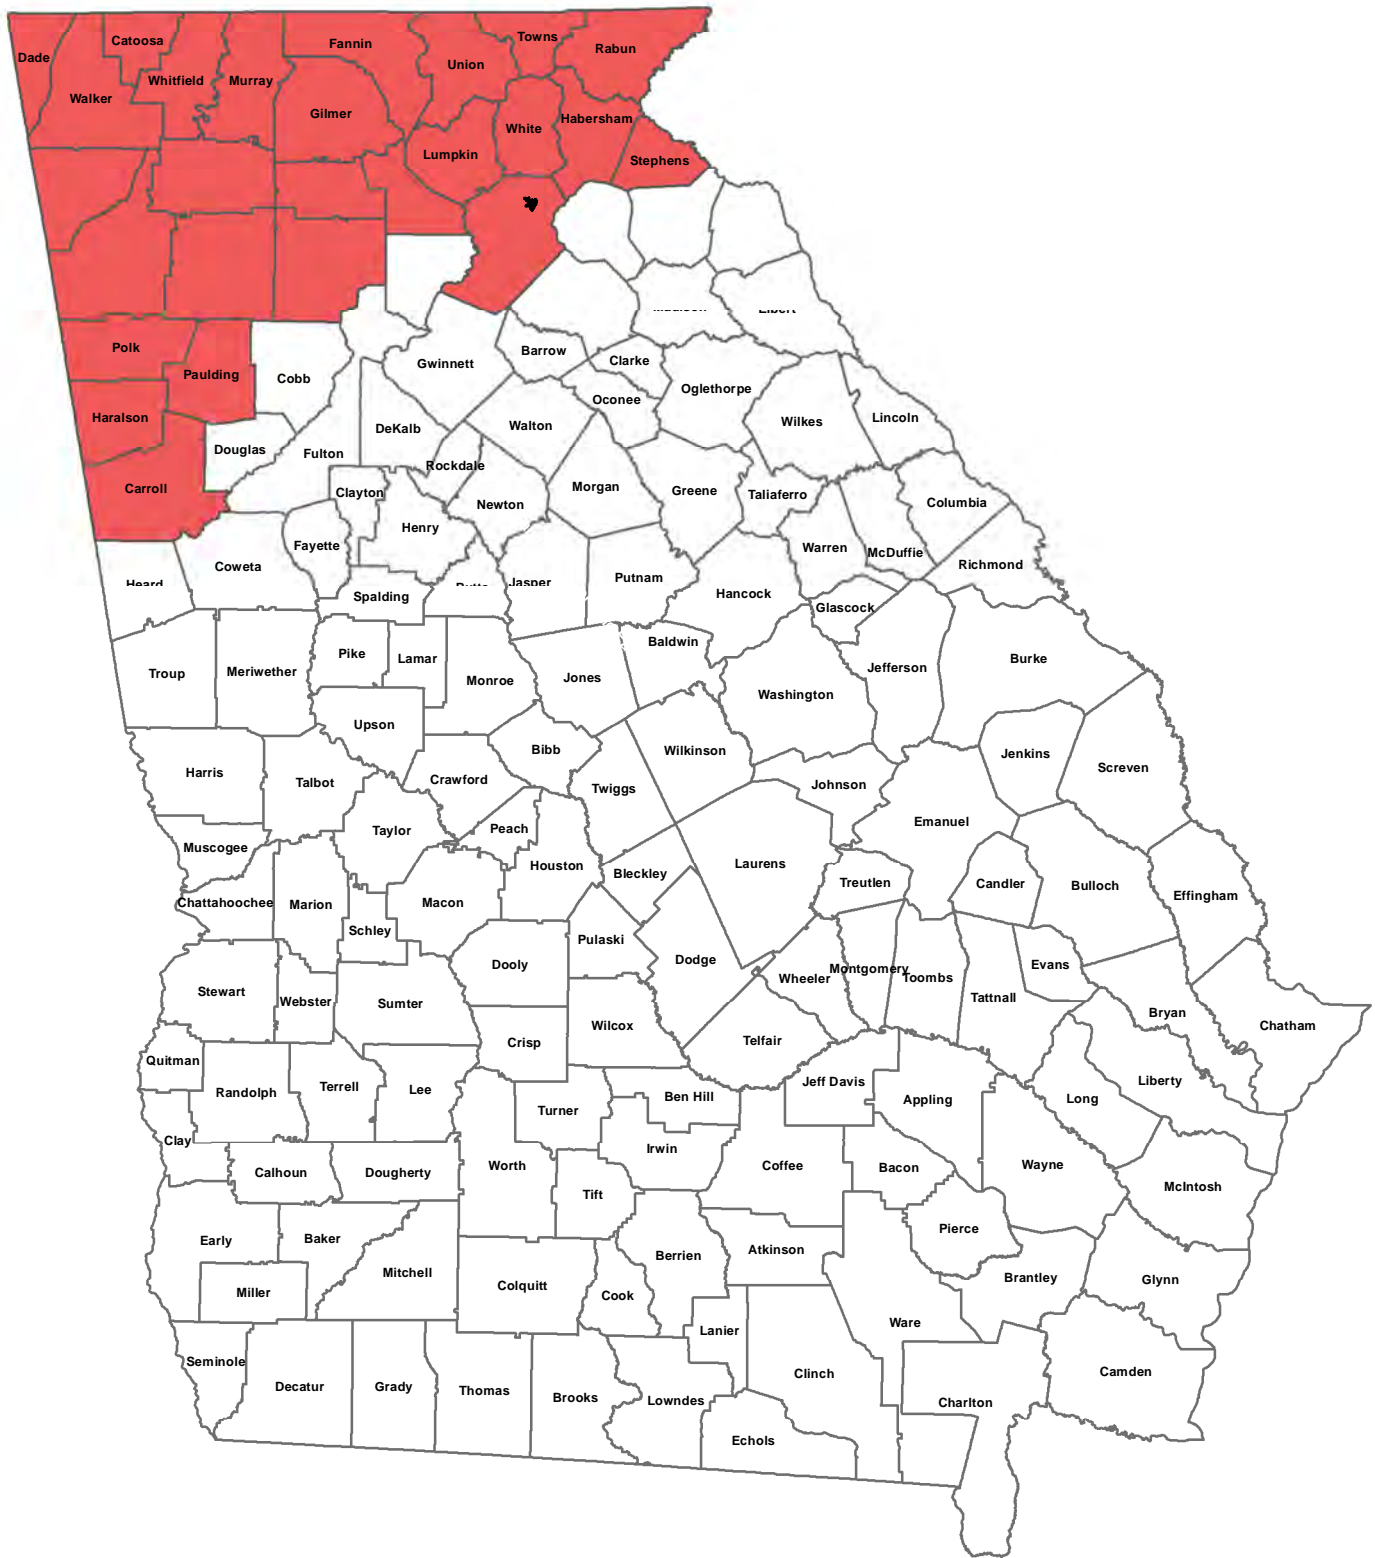 Dade
Catoosa
Fannin
Towns
Union
Rabun
Walker
Whitfield
Murray
Gilmer
White
Habersham
Lumpkin
Stephens
Polk
Paulding
Cobb
Gwinnett
Barrow
Clarke
Oconee
Oglethorpe
Haralson
Douglas
Fulton
DeKalb
Walton
Wilkes
Lincoln
Carroll
Clayton
Rockdale
Newton
Morgan
Greene
Taliaferro
Columbia
Henry
Fayette
Coweta
Warren
McDuffie
Richmond
Heard
Spalding
Jasper
Putnam
Hancock
Glascock
Troup
Meriwether
Pike
Lamar
Monroe
Jones
Baldwin
Washington
Jefferson
Burke
Upson
Bibb
Wilkinson
Jenkins
Screven
Harris
Talbot
Crawford
Twiggs
Johnson
Taylor
Peach
Emanuel
Muscogee
Houston
Bleckley
Laurens
Treutlen
Candler
Bulloch
Effingham
Chattahoochee
Marion
Macon
Schley
Pulaski
Dooly
Dodge
Wheeler
Montgomery
Toombs
Evans
Tattnall
Stewart
Webster
Sumter
Crisp
Wilcox
Telfair
Bryan
Chatham
Quitman
Randolph
Terrell
Lee
Turner
Ben Hill
Jeff Davis
Appling
Long
Liberty
Clay
Calhoun
Dougherty
Worth
Irwin
Tift
Coffee
Bacon
Wayne
McIntosh
Early
Baker
Mitchell
Miller
Colquitt
Cook
Berrien
Atkinson
Pierce
Brantley
Glynn
Lanier
Ware
Seminole
Decatur
Grady
Thomas
Brooks
Lowndes
Clinch
Echols
Charlton
Camden